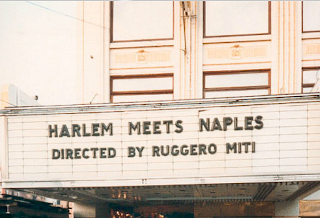 HARLEM MEETS NAPLES
DIRECTED BY RUGGERO MITI